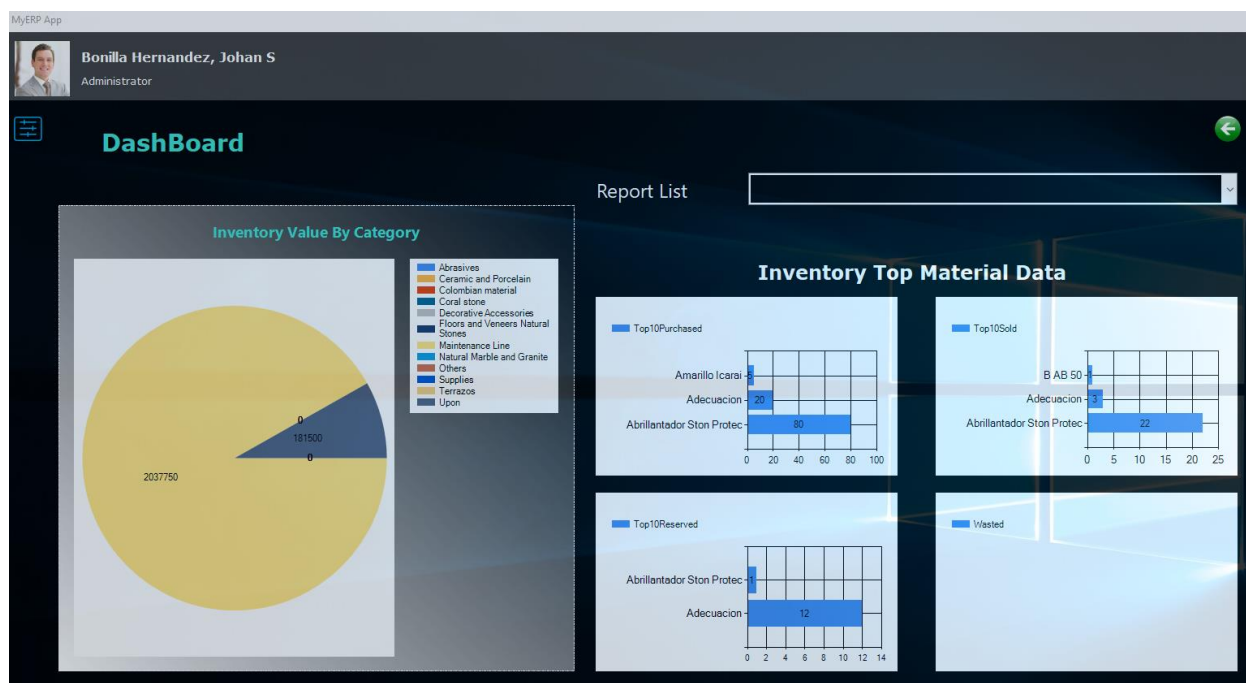 MyERP App
Bonilla Hernandez, Johan S
Administrator
DashBoard
Report List
Inventory Value By Category
Abrasives
Ceramic and Porcelain
Colombian material
Coral stone
Decorative Accessories
Floors and Veneers Natural
Stones
Maintenance Line
Natural Marble and Granite
Others
Supplies
Terrazos
Upon
0
181500
0
2037750
Inventory Top Material Data
Top10Purchased
Amarillo Icarai
5
Adecuacion
20
Abrillantador Ston Protec
80
0 20 40 60 80 100
Top10Sold
B AB 50
1
Adecuacion
3
Abrillantador Ston Protec
22
0 5 10 15 20 25
Top10Reserved
Abrillantador Ston Protec
1
Adecuacion
12
0 2 4 6 8 10 12 14
Wasted